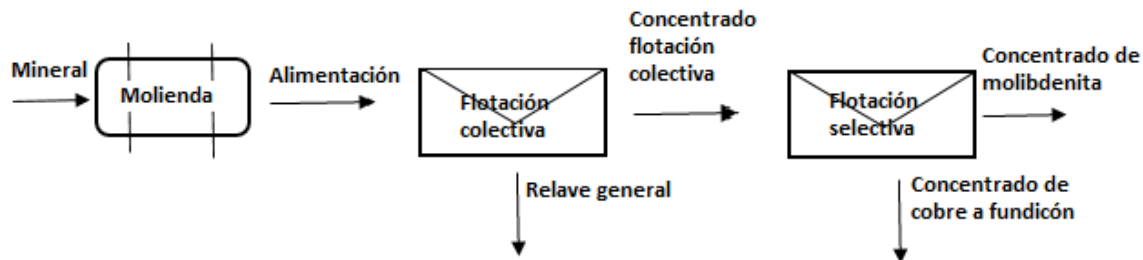 Mineral
Molienda
Alimentación
Flotación
colectiva
Relave general
Concentrado
flotación
colectiva
Flotación
selectiva
Concentrado de
molibdenita
Concentrado de
cobre a fundicón